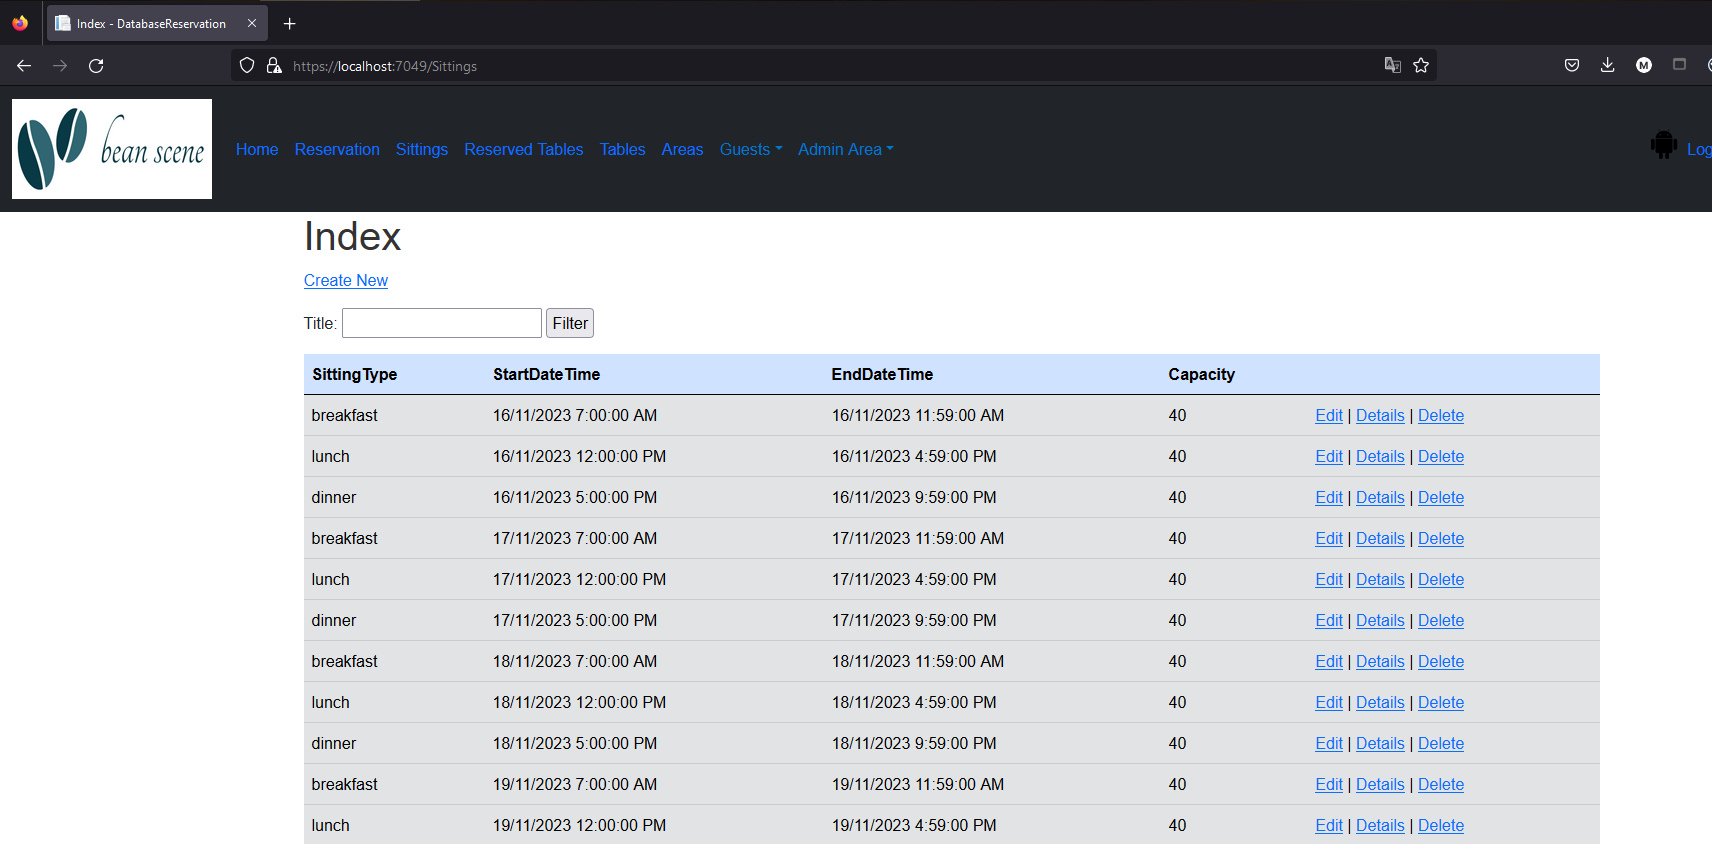 Index - DatabaseReservation
https://localhost:7049/Sittings
M
bean scene
Home Reservation Sittings Reserved Tables Tables Areas Guests Admin Area Log
Index
Create New
Title: Filter
SittingType StartDateTime EndDateTime Capacity
breakfast 16/11/2023 7:00:00 AM 16/11/2023 11:59:00 AM 40 Edit | Details | Delete
lunch 16/11/2023 12:00:00 PM 16/11/2023 4:59:00 PM 40 Edit | Details | Delete
dinner 16/11/2023 5:00:00 PM 16/11/2023 9:59:00 PM 40 Edit | Details | Delete
breakfast 17/11/2023 7:00:00 AM 17/11/2023 11:59:00 AM 40 Edit | Details | Delete
lunch 17/11/2023 12:00:00 PM 17/11/2023 4:59:00 PM 40 Edit | Details | Delete
dinner 17/11/2023 5:00:00 PM 17/11/2023 9:59:00 PM 40 Edit | Details | Delete
breakfast 18/11/2023 7:00:00 AM 18/11/2023 11:59:00 AM 40 Edit | Details | Delete
lunch 18/11/2023 12:00:00 PM 18/11/2023 4:59:00 PM 40 Edit | Details | Delete
dinner 18/11/2023 5:00:00 PM 18/11/2023 9:59:00 PM 40 Edit | Details | Delete
breakfast 19/11/2023 7:00:00 AM 19/11/2023 11:59:00 AM 40 Edit | Details | Delete
lunch 19/11/2023 12:00:00 PM 19/11/2023 4:59:00 PM 40 Edit | Details | Delete